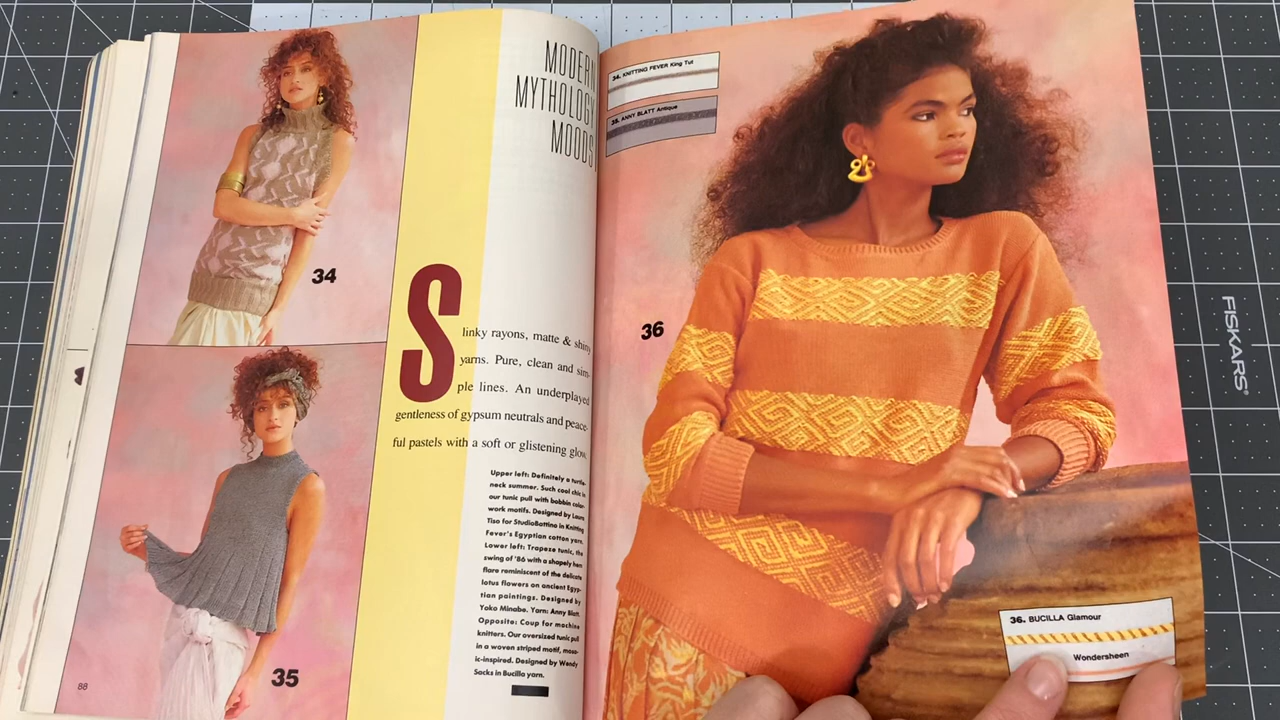 34
35
88
MODERN
MYTHOLOGY
MOODS
Slinky rayons, matte & shiny
yarns. Pure, clean and sim-
ple lines. An underplayed
gentleness of gypsum neutrals and peace-
ful pastels with a soft or glistening glow.
Upper left: Definitely a turtle-
neck summer. Such cool chic in
our tunic pull with bobbin color-
work motifs. Designed by Laura
Tiso for StudioBattino in Knitting
Fever's Egyptian cotton yarn.
Lower left: Trapeze tunic, the
swing of '86 with a shapely hem
flare reminiscent of the delicate
lotus flowers on ancient Egyp-
tian paintings. Designed by
Yoko Minabe. Yarn: Anny Blatt.
Opposite: Coup for machine
knitters. Our oversized tunic pull
in a woven striped motif, mosa-
ic-inspired. Designed by Wendy
Sacks in Bucilla yarn.
34. KNITTING FEVER King Tut
35. ANNY BLATT Antique
36
36. BUCILLA Glamour
Wondersheen
FISKARS